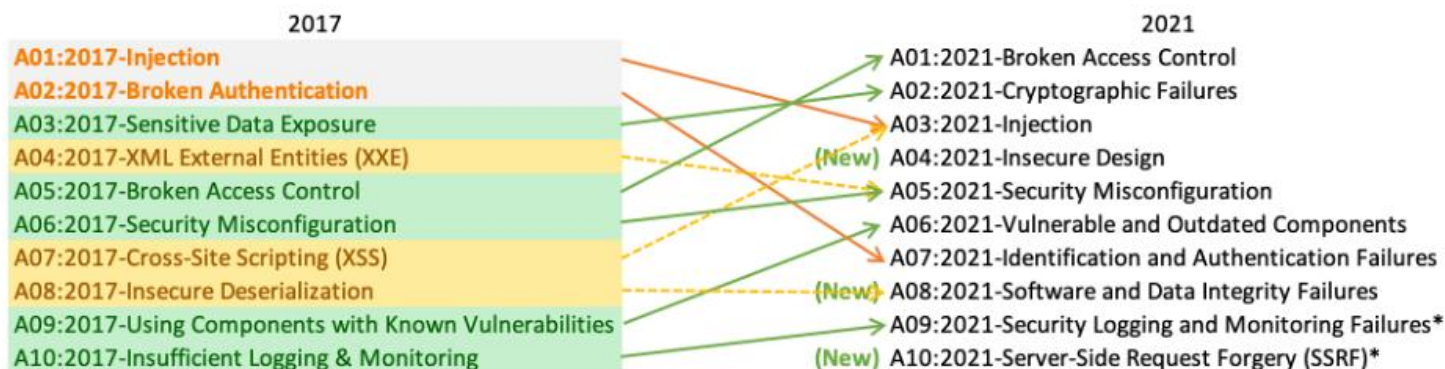 2017
A01:2017-Injection
A02:2017-Broken Authentication
A03:2017-Sensitive Data Exposure
A04:2017-XML External Entities (XXE)
A05:2017-Broken Access Control
A06:2017-Security Misconfiguration
A07:2017-Cross-Site Scripting (XSS)
A08:2017-Insecure Deserialization
A09:2017-Using Components with Known Vulnerabilities
A10:2017-Insufficient Logging & Monitoring
2021
A01:2021-Broken Access Control
A02:2021-Cryptographic Failures
A03:2021-Injection
(New) A04:2021-Insecure Design
A05:2021-Security Misconfiguration
A06:2021-Vulnerable and Outdated Components
A07:2021-Identification and Authentication Failures
(New) A08:2021-Software and Data Integrity Failures
A09:2021-Security Logging and Monitoring Failures*
(New) A10:2021-Server-Side Request Forgery (SSRF)*